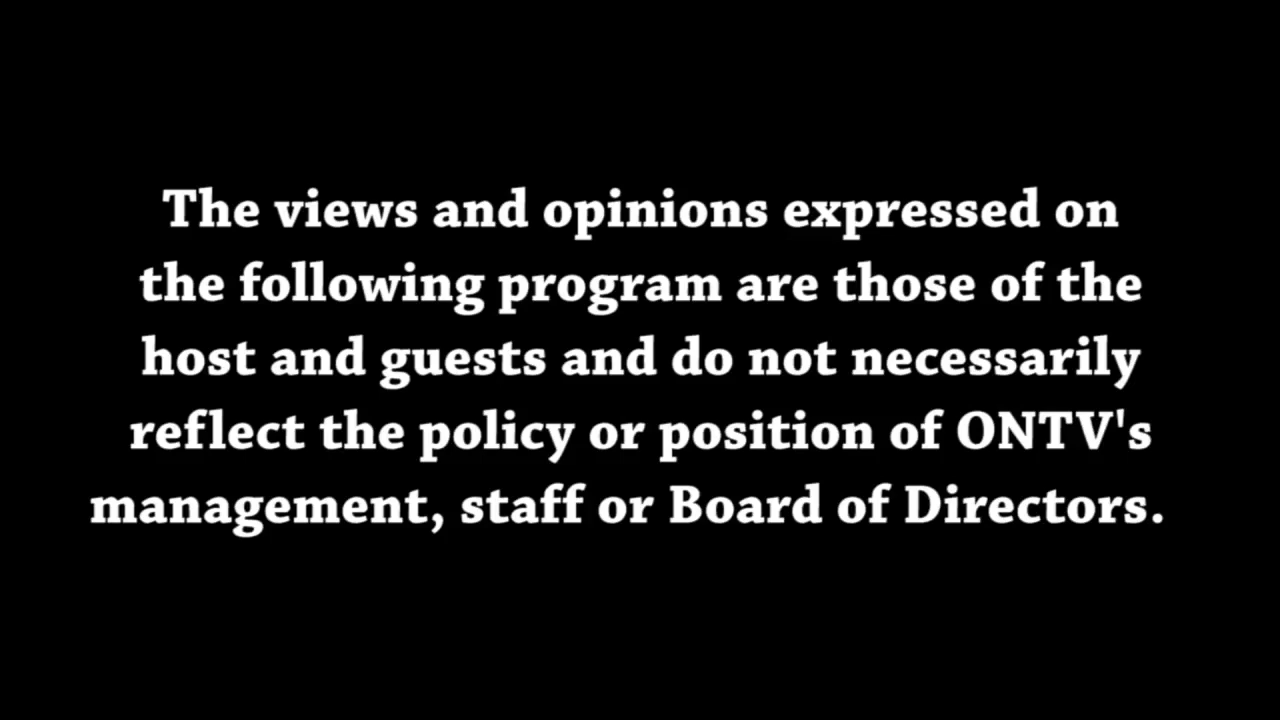 The views and opinions expressed on
the following program are those of the
host and guests and do not necessarily
reflect the policy or position of ONTV's
management, staff or Board of Directors.